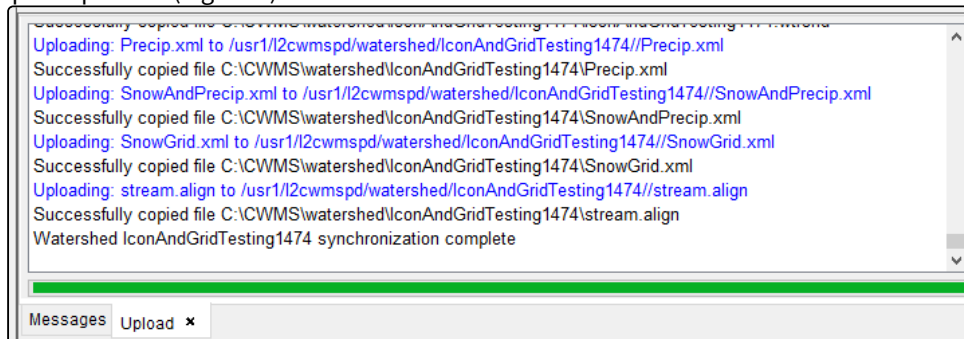 Uploading: Precip.xml to /usr1/l2cwmspd/watershed/IconAndGridTesting1474//Precip.xml
Successfully copied file C:\CWMS\watershed\IconAndGridTesting1474\Precip.xml
Uploading: SnowAndPrecip.xml to /usr1/l2cwmspd/watershed/IconAndGridTesting1474//SnowAndPrecip.xml
Successfully copied file C:\CWMS\watershed\IconAndGridTesting1474\SnowAndPrecip.xml
Uploading: SnowGrid.xml to /usr1/l2cwmspd/watershed/IconAndGridTesting1474//SnowGrid.xml
Successfully copied file C:\CWMS\watershed\IconAndGridTesting1474\SnowGrid.xml
Uploading: stream.align to /usr1/l2cwmspd/watershed/IconAndGridTesting1474//stream.align
Successfully copied file C:\CWMS\watershed\IconAndGridTesting1474\stream.align
Watershed IconAndGridTesting1474 synchronization complete
Messages Upload ×